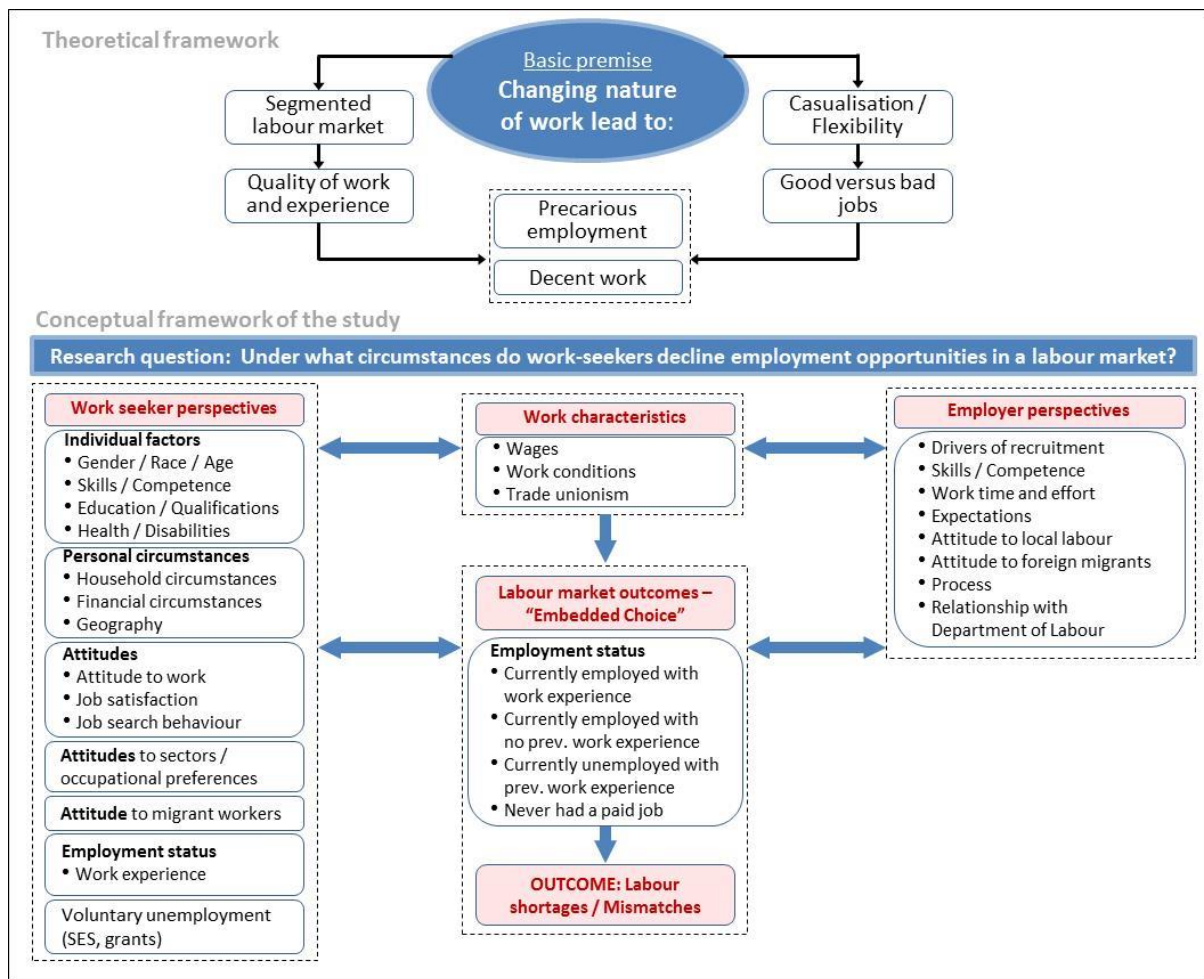 Theoretical framework
Basic premise
Changing nature
of work lead to:
Segmented
labour market
Casualisation /
Flexibility
Quality of work
and experience
Good versus bad
jobs
Precarious
employment
Decent work
Conceptual framework of the study
Research question: Under what circumstances do work-seekers decline employment opportunities in a labour market?
Work seeker perspectives
Individual factors
• Gender / Race / Age
• Skills / Competence
• Education / Qualifications
• Health / Disabilities
Personal circumstances
• Household circumstances
• Financial circumstances
• Geography
Attitudes
• Attitude to work
• Job satisfaction
• Job search behaviour
Attitudes to sectors /
occupational preferences
Attitude to migrant workers
Employment status
• Work experience
Voluntary unemployment
(SES, grants)
Work characteristics
• Wages
• Work conditions
• Trade unionism
Labour market outcomes –
“Embedded Choice”
Employment status
• Currently employed with
work experience
• Currently employed with
no prev. work experience
• Currently unemployed with
prev. work experience
• Never had a paid job
OUTCOME: Labour
shortages / Mismatches
Employer perspectives
• Drivers of recruitment
• Skills / Competence
• Work time and effort
• Expectations
• Attitude to local labour
• Attitude to foreign migrants
• Process
• Relationship with
Department of Labour